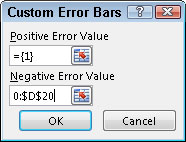 Custom Error Bars
Positive Error Value
={1}
Negative Error Value
0:$D$20
OK Cancel